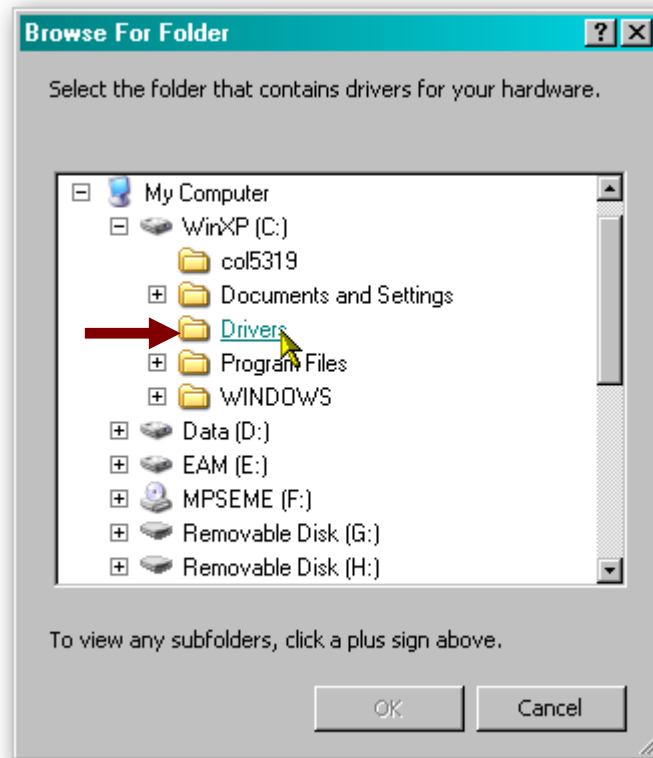 Browse For Folder
Select the folder that contains drivers for your hardware.
My Computer
WinXP (C:)
col5319
Documents and Settings
Drivers
Program Files
WINDOWS
Data (D:)
EAM (E:)
MPSEME (F:)
Removable Disk (G:)
Removable Disk (H:)
To view any subfolders, click a plus sign above.
OK Cancel